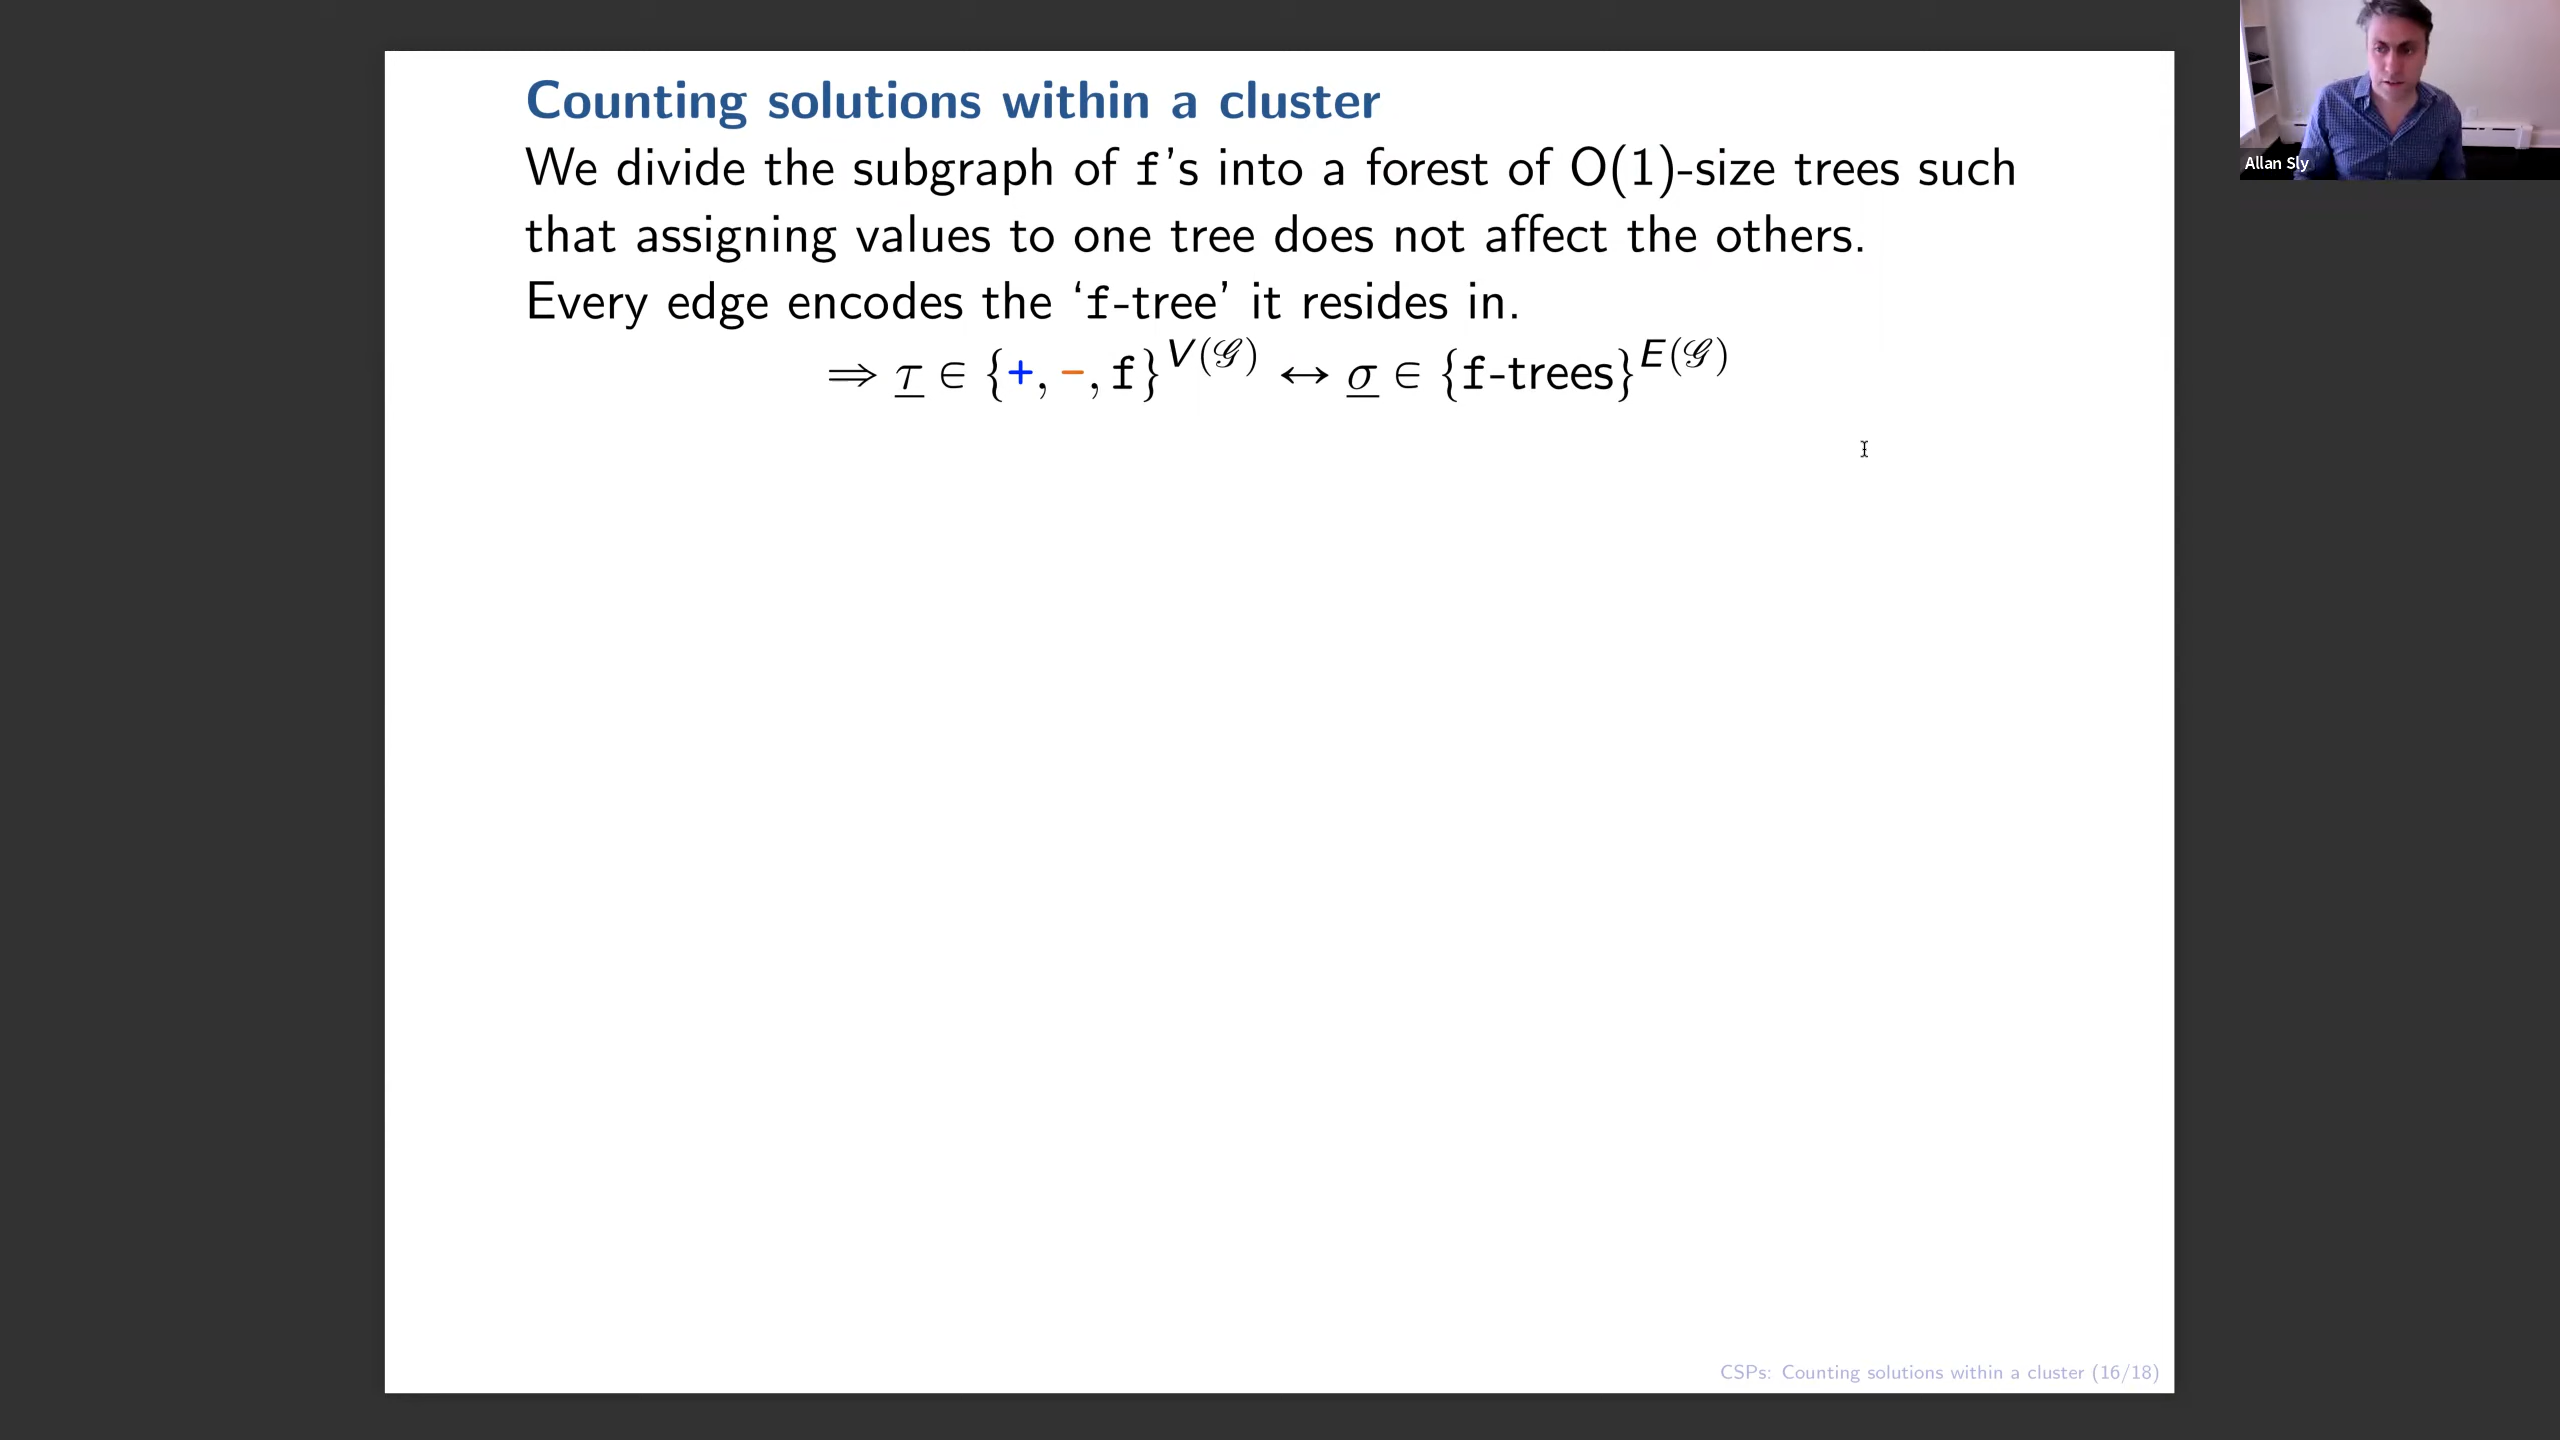 Counting solutions within a cluster
We divide the subgraph of f's into a forest of O(1)-size trees such
that assigning values to one tree does not affect the others.
Every edge encodes the ‘f-tree’ it resides in.
⇒ τ ∈ {+, −, f}^V(𝒢) ↔ σ ∈ {f-trees}^E(𝒢)
CSPs: Counting solutions within a cluster (16/18)
Allan Sly